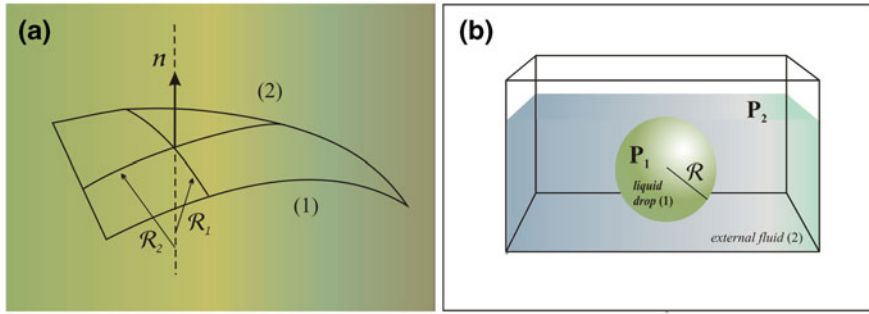 (a)
n
(2)
(1)
ℛ₂
ℛ₁
(b)
P₂
P₁
ℛ
liquid
drop (1)
external fluid (2)